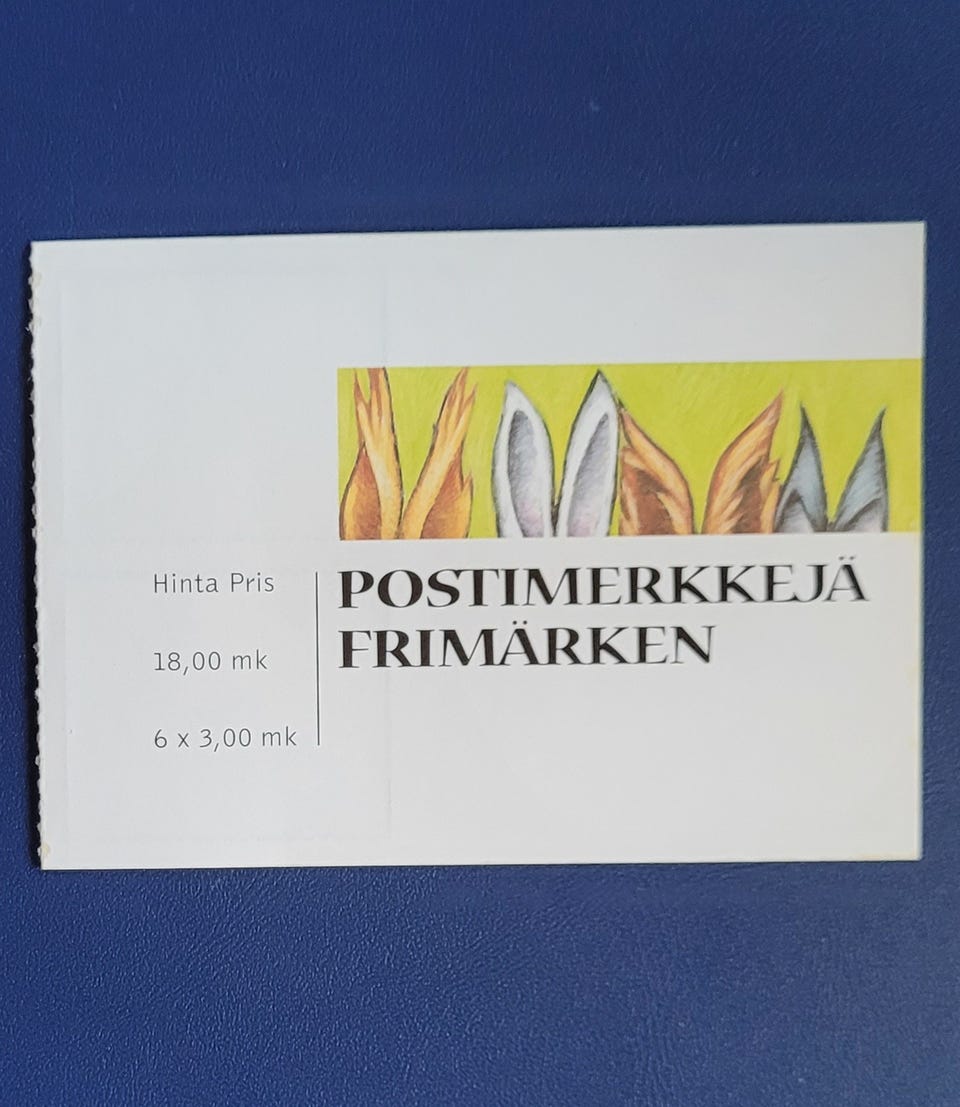 Hinta Pris
18,00 mk
6 x 3,00 mk
POSTIMERKKEJÄ
FRIMÄRKEN